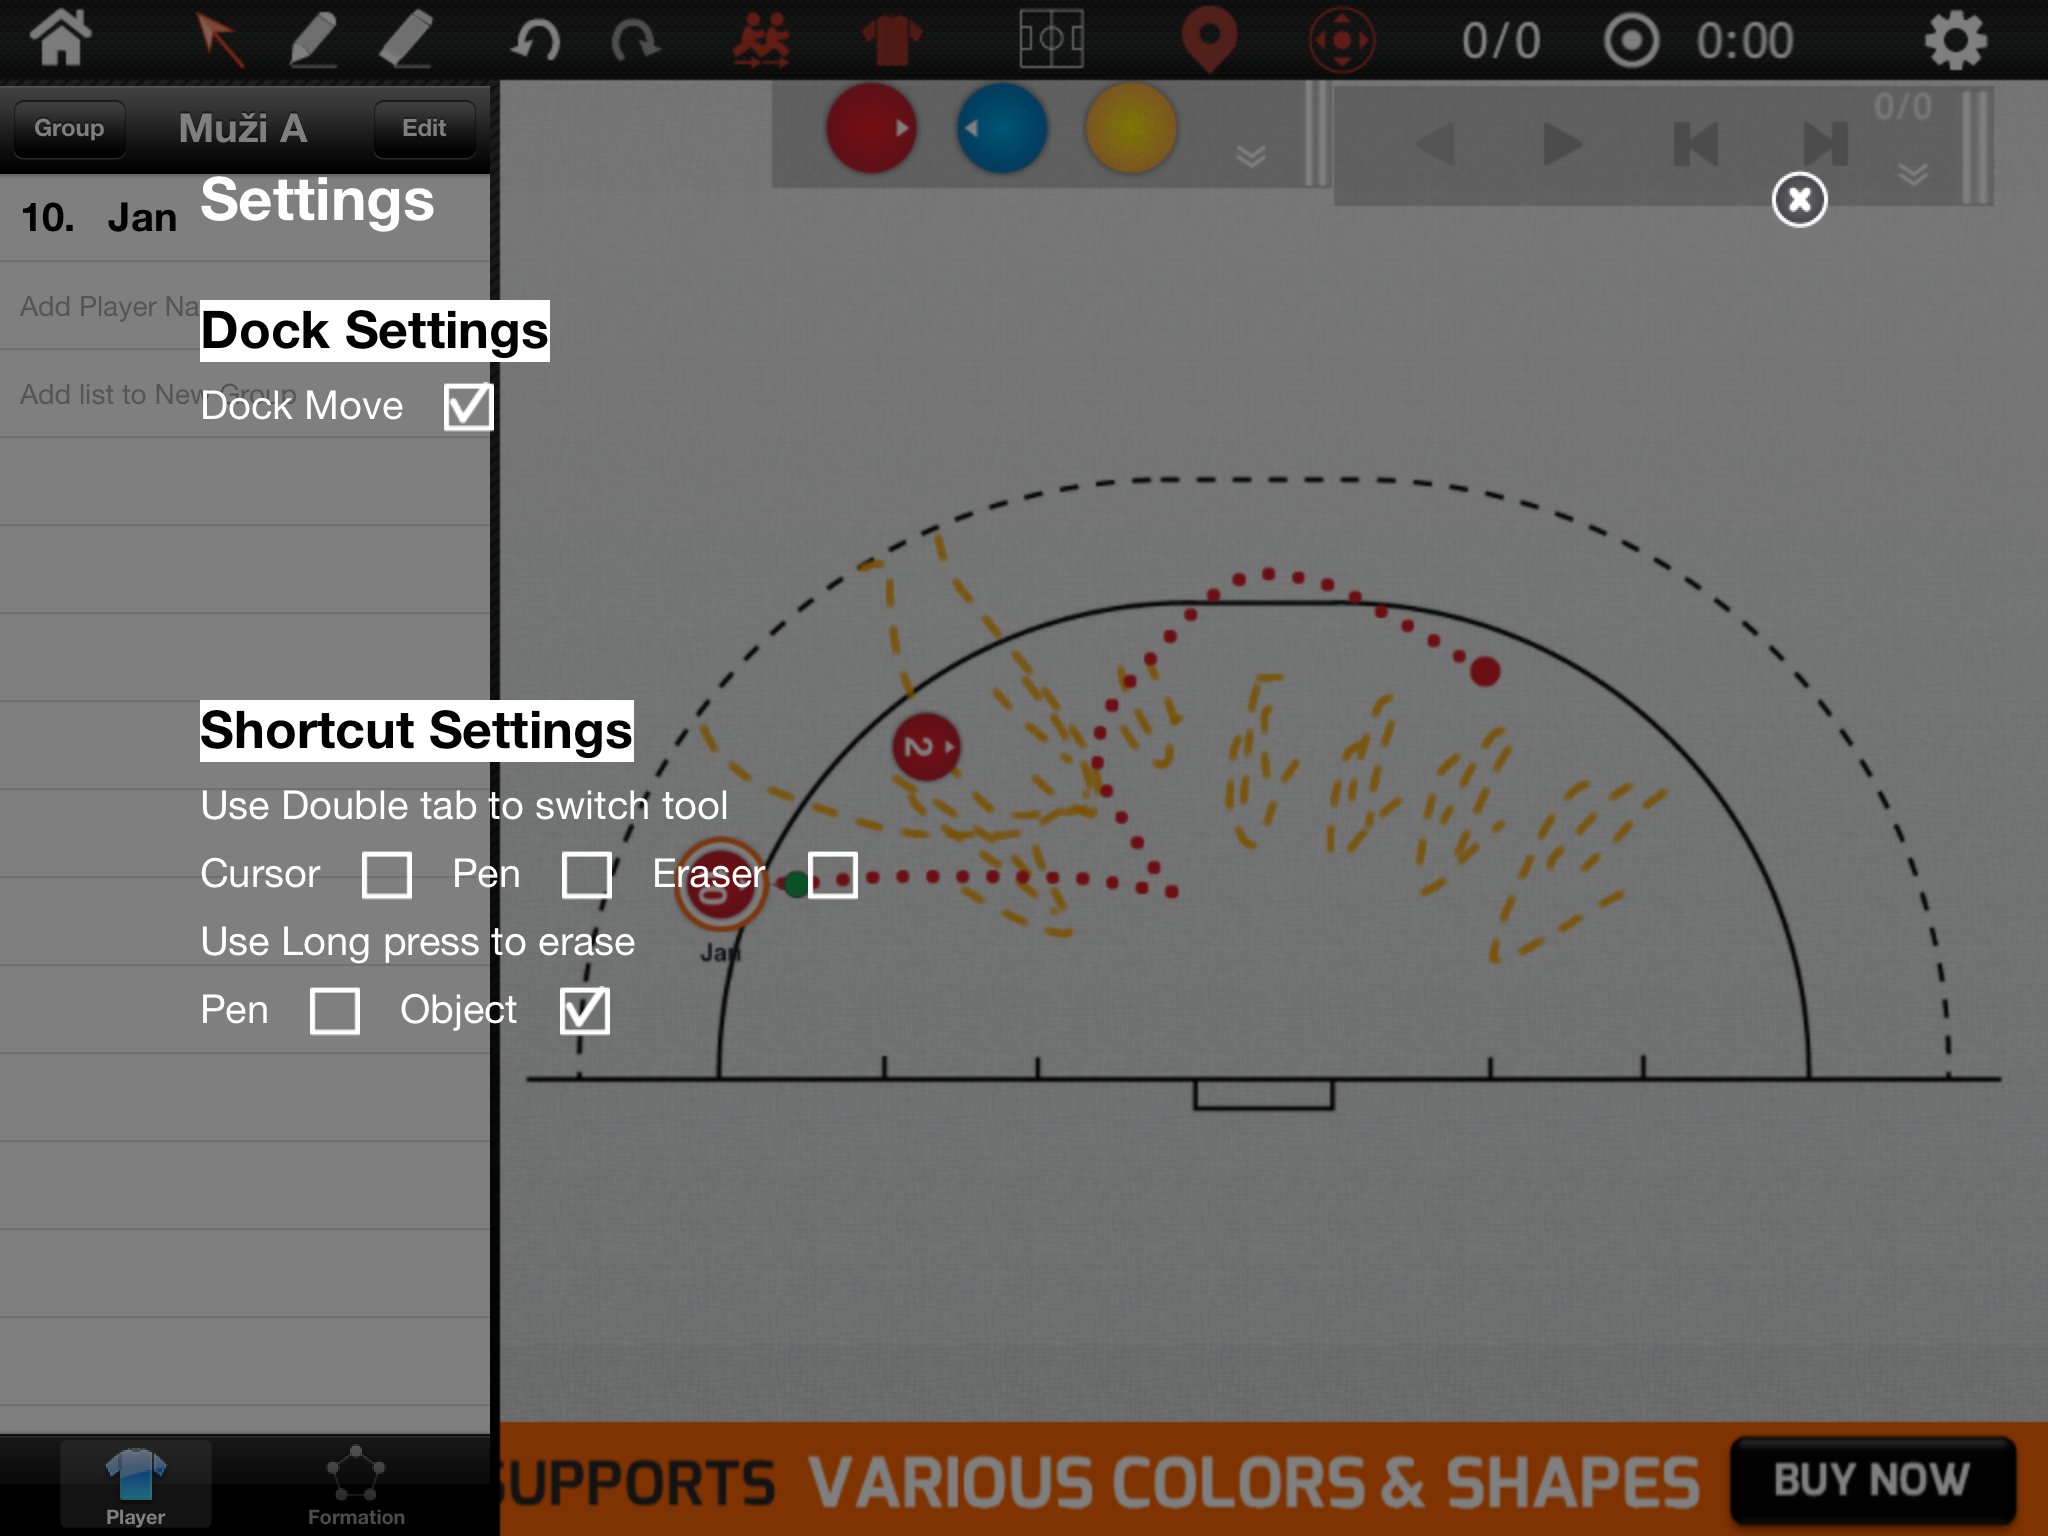 0/0 0:00
Group Muži A Edit
0/0
Settings
10. Jan
Add Player Na
Dock Settings
Add list to New Group
Dock Move
Shortcut Settings
2
Use Double tab to switch tool
Cursor Pen Eraser
0
Jan
Use Long press to erase
Pen Object
SUPPORTS VARIOUS COLORS & SHAPES BUY NOW
Player Formation